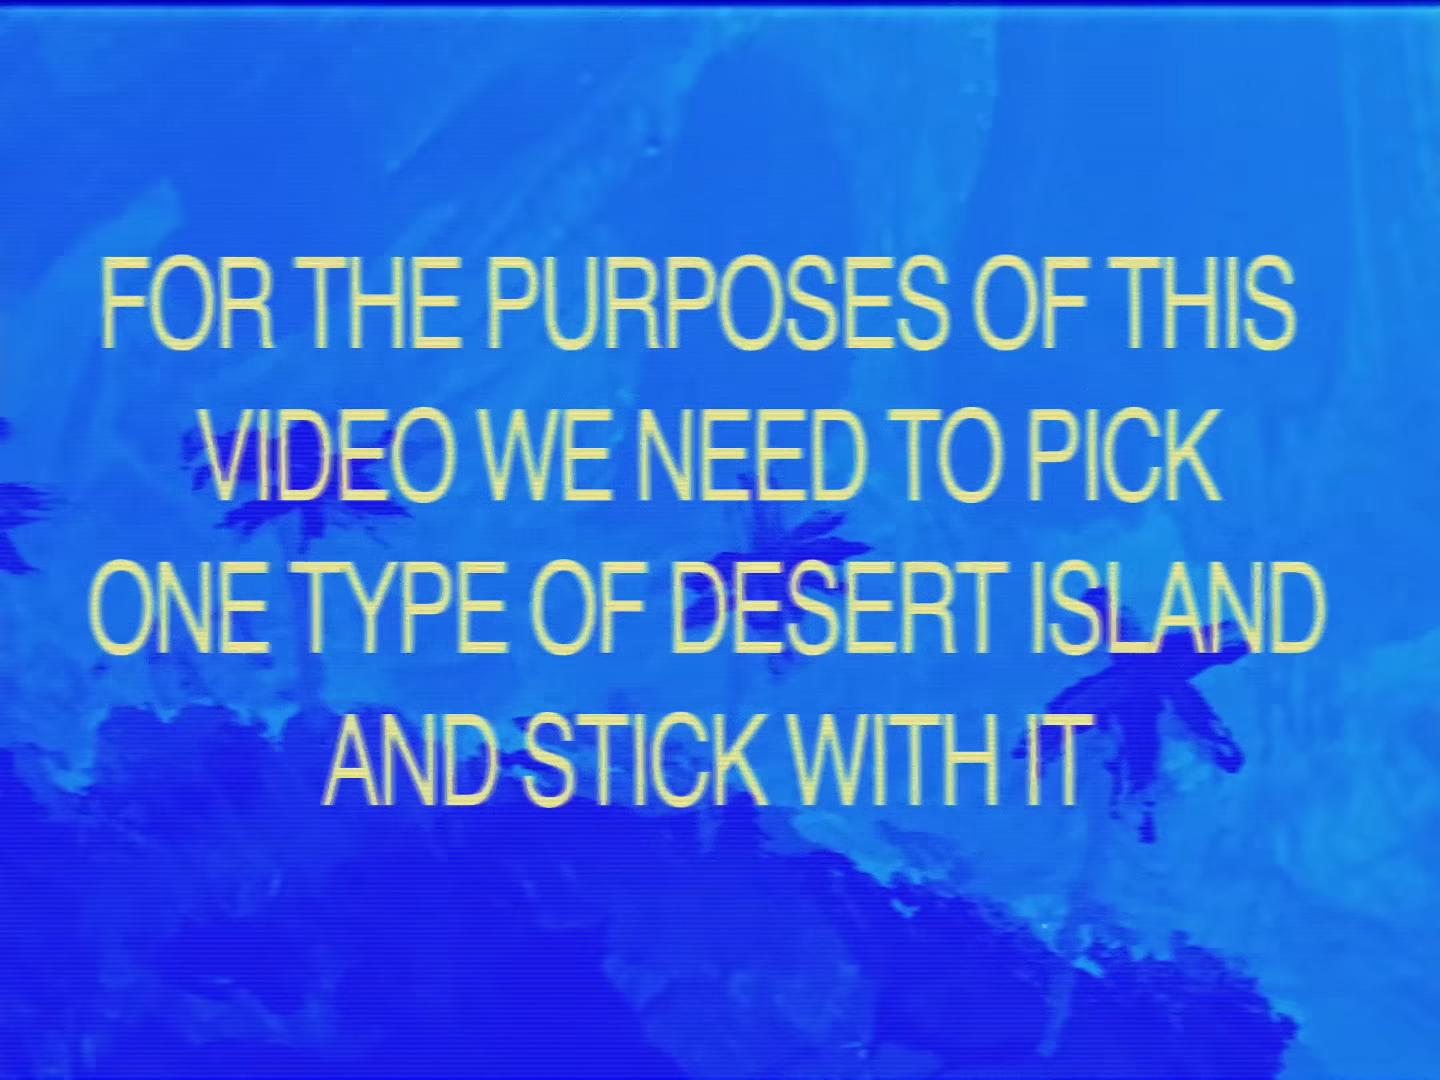 FOR THE PURPOSES OF THIS
VIDEO WE NEED TO PICK
ONE TYPE OF DESERT ISLAND
AND STICK WITH IT